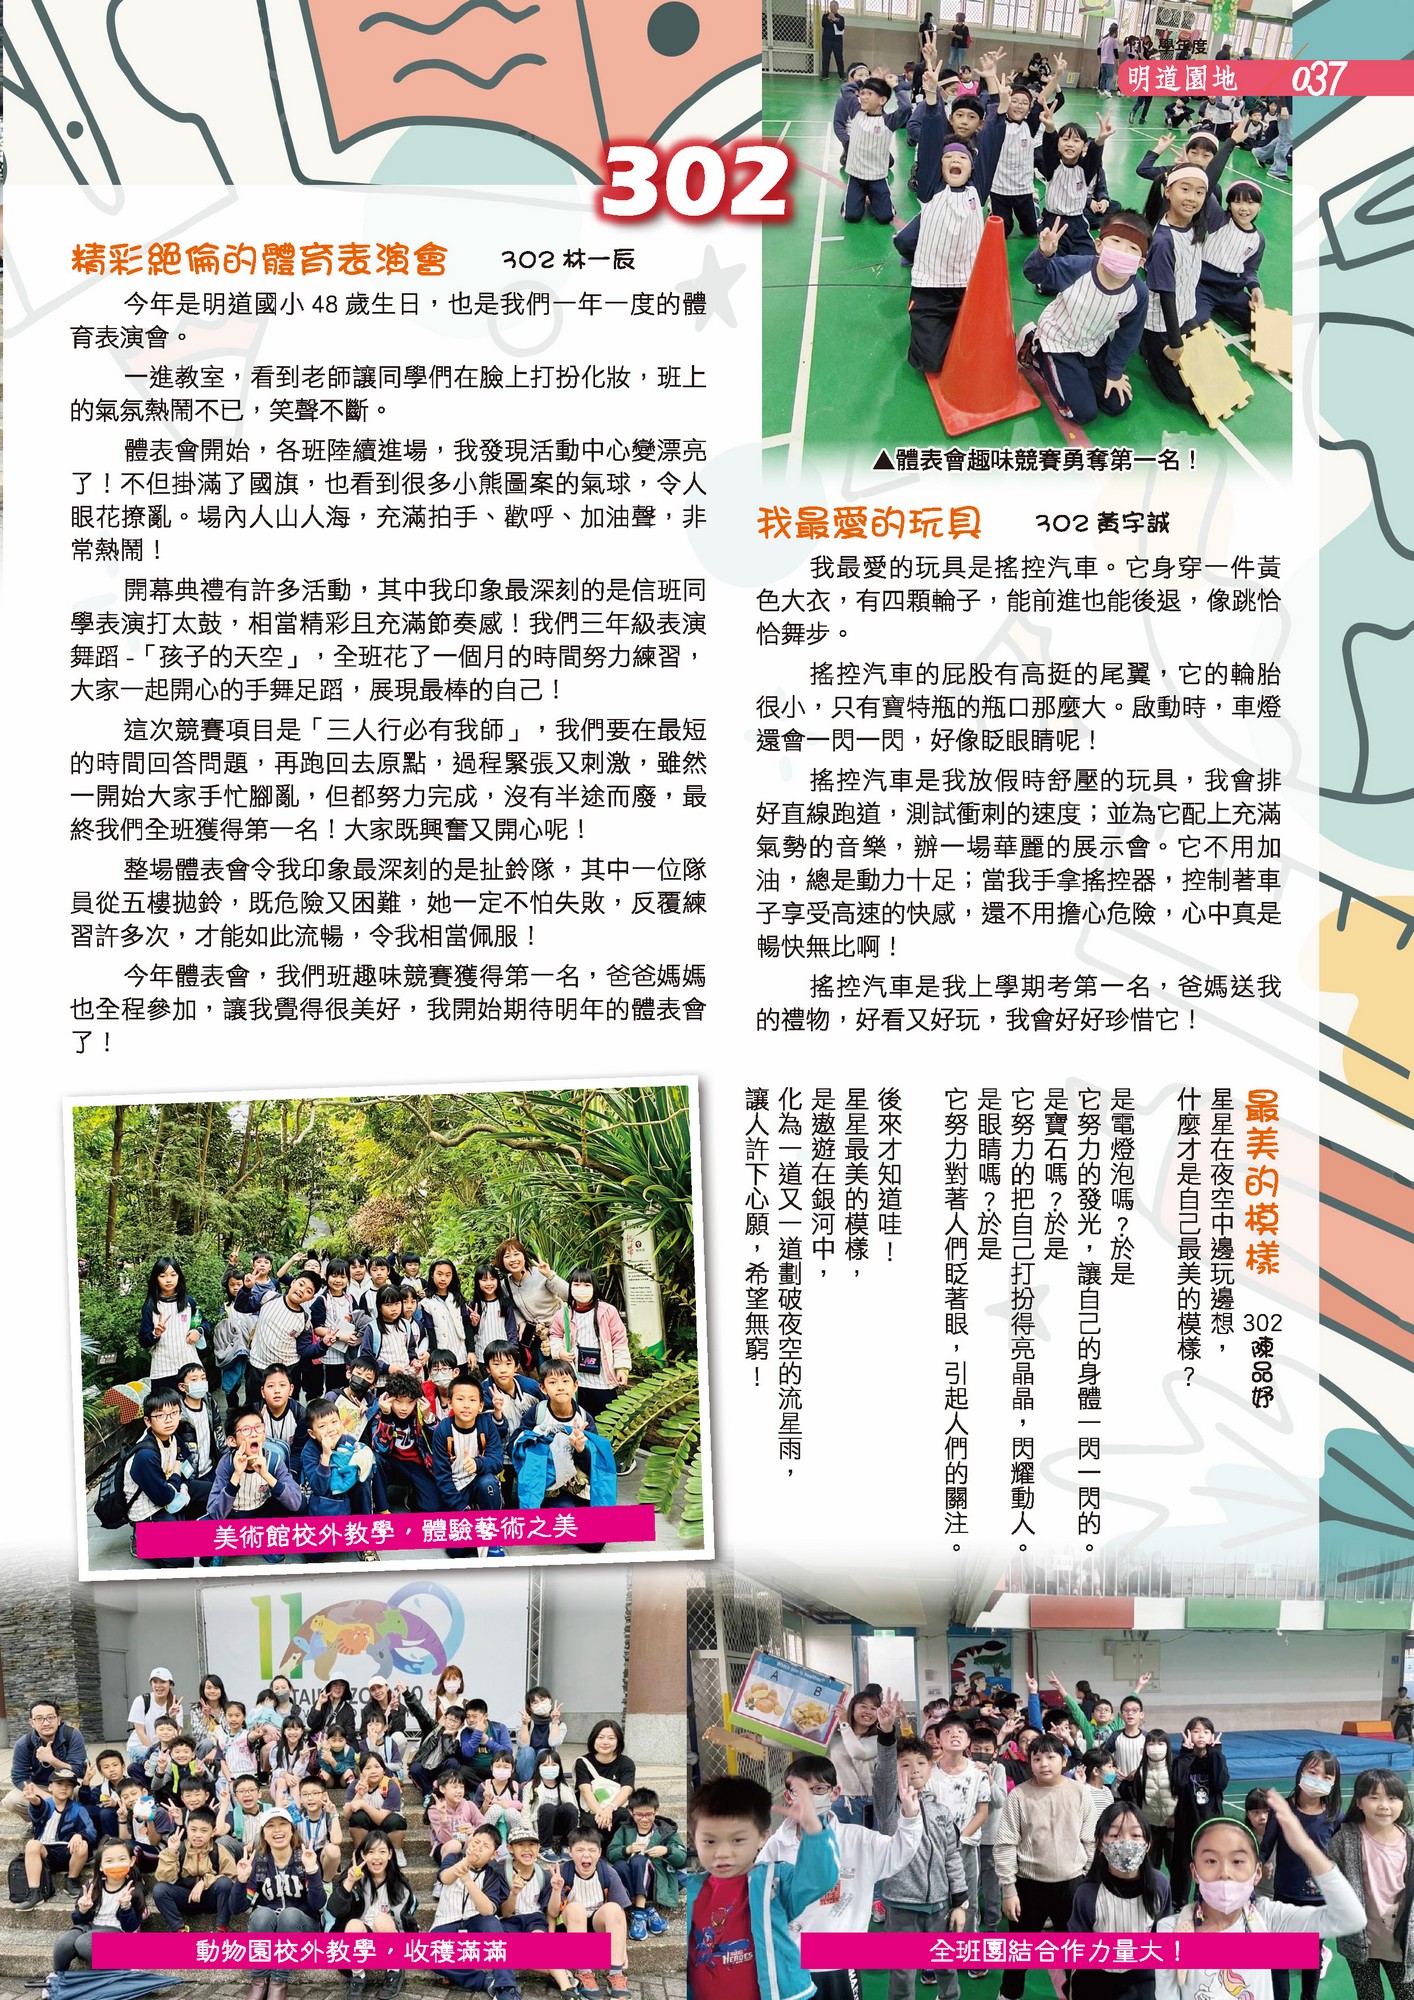 學年度
明道園地 037
302
精彩絕倫的體育表演會 302 林一辰
今年是明道國小 48 歲生日，也是我們一年一度的體
育表演會。
一進教室，看到老師讓同學們在臉上打扮化妝，班上
的氣氛熱鬧不已，笑聲不斷。
體表會開始，各班陸續進場，我發現活動中心變漂亮
了！不但掛滿了國旗，也看到很多小熊圖案的氣球，令人
眼花撩亂。場內人山人海，充滿拍手、歡呼、加油聲，非
常熱鬧！
開幕典禮有許多活動，其中我印象最深刻的是信班同
學表演打太鼓，相當精彩且充滿節奏感！我們三年級表演
舞蹈 -「孩子的天空」，全班花了一個月的時間努力練習，
大家一起開心的手舞足蹈，展現最棒的自己！
這次競賽項目是「三人行必有我師」，我們要在最短
的時間回答問題，再跑回去原點，過程緊張又刺激，雖然
一開始大家手忙腳亂，但都努力完成，沒有半途而廢，最
終我們全班獲得第一名！大家既興奮又開心呢！
整場體表會令我印象最深刻的是扯鈴隊，其中一位隊
員從五樓拋鈴，既危險又困難，她一定不怕失敗，反覆練
習許多次，才能如此流暢，令我相當佩服！
今年體表會，我們班趣味競賽獲得第一名，爸爸媽媽
也全程參加，讓我覺得很美好，我開始期待明年的體表會
了！
▲體表會趣味競賽勇奪第一名！
我最愛的玩具 302 黃宇誠
我最愛的玩具是搖控汽車。它身穿一件黃
色大衣，有四顆輪子，能前進也能後退，像跳恰
恰舞步。
搖控汽車的屁股有高挺的尾翼，它的輪胎
很小，只有寶特瓶的瓶口那麼大。啟動時，車燈
還會一閃一閃，好像眨眼睛呢！
搖控汽車是我放假時舒壓的玩具，我會排
好直線跑道，測試衝刺的速度；並為它配上充滿
氣勢的音樂，辦一場華麗的展示會。它不用加
油，總是動力十足；當我手拿搖控器，控制著車
子享受高速的快感，還不用擔心危險，心中真是
暢快無比啊！
搖控汽車是我上學期考第一名，爸媽送我
的禮物，好看又好玩，我會好好珍惜它！
最美的模樣 302 陳品妤
星星在夜空中邊玩邊想，
什麼才是自己最美的模樣？
是電燈泡嗎？於是
它努力的發光，讓自己的身體一閃一閃的。
是寶石嗎？於是
它努力的把自己打扮得亮晶晶，閃耀動人。
是眼睛嗎？於是
它努力對著人們眨著眼，引起人們的關注。
後來才知道哇！
星星最美的模樣，
是遨遊在銀河中，
化為一道又一道劃破夜空的流星雨，
讓人許下心願，希望無窮！
美術館校外教學，體驗藝術之美
動物園校外教學，收穫滿滿
A
B
全班團結合作力量大！